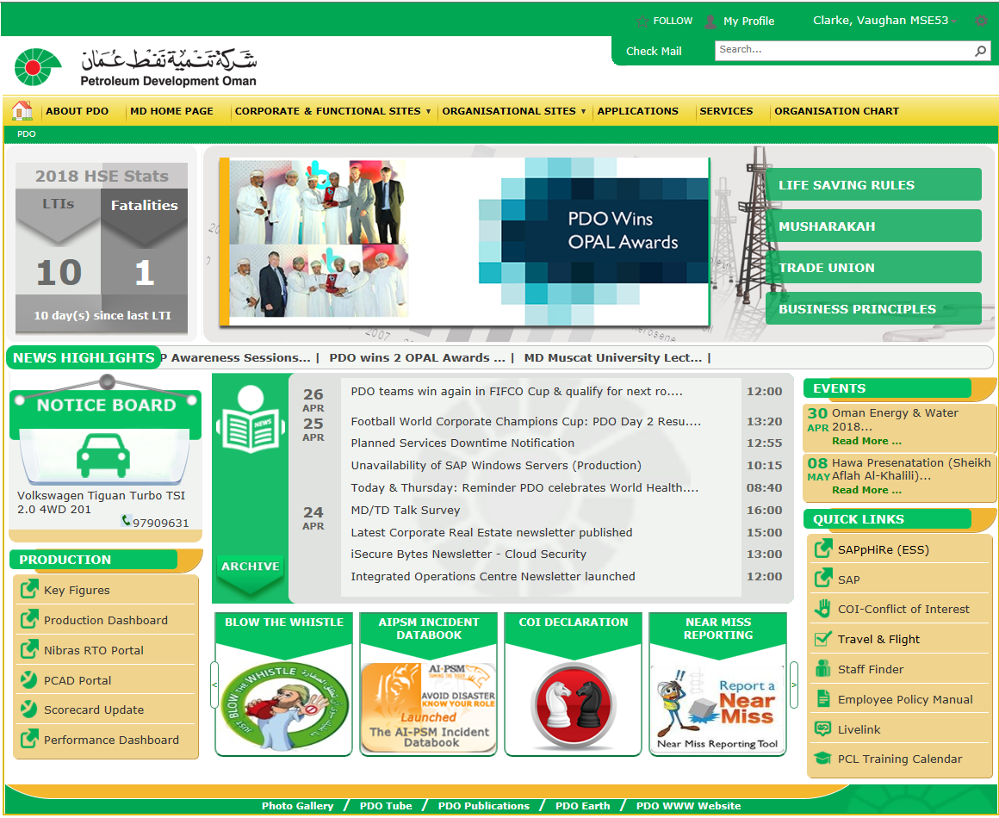 FOLLOW
My Profile
Clarke, Vaughan MSE53
Check Mail
Search...
شركة تنمية نفط عُمان
Petroleum Development Oman
ABOUT PDO
MD HOME PAGE
CORPORATE & FUNCTIONAL SITES
ORGANISATIONAL SITES
APPLICATIONS
SERVICES
ORGANISATION CHART
PDO
2018 HSE Stats
LTIs
Fatalities
10
1
10 day(s) since last LTI
PDO Wins
OPAL Awards
2007
LIFE SAVING RULES
MUSHARAKAH
TRADE UNION
BUSINESS PRINCIPLES
NEWS HIGHLIGHTS
P Awareness Sessions... | PDO wins 2 OPAL Awards ... | MD Muscat University Lect... |
NOTICE BOARD
Volkswagen Tiguan Turbo TSI
2.0 4WD 201
97909631
PRODUCTION
Key Figures
Production Dashboard
Nibras RTO Portal
PCAD Portal
Scorecard Update
Performance Dashboard
NEWS
ARCHIVE
26 APR
PDO teams win again in FIFCO Cup & qualify for next ro.... 12:00
25 APR
Football World Corporate Champions Cup: PDO Day 2 Resu.... 13:20
Planned Services Downtime Notification 12:55
Unavailability of SAP Windows Servers (Production) 10:15
Today & Thursday: Reminder PDO celebrates World Health.... 08:40
24 APR
MD/TD Talk Survey 16:00
Latest Corporate Real Estate newsletter published 15:00
iSecure Bytes Newsletter - Cloud Security 13:00
Integrated Operations Centre Newsletter launched 12:00
BLOW THE WHISTLE
JUST BLOW THE WHISTLE
AIPSM INCIDENT
DATABOOK
AI-PSM
AVOID DISASTER
KNOW YOUR ROLE
Launched
The AI-PSM Incident
Databook
COI DECLARATION
NEAR MISS
REPORTING
Report a
Near
Miss
Near Miss Reporting Tool
<
>
EVENTS
30 APR
Oman Energy & Water
2018...
Read More ...
08 MAY
Hawa Presenatation (Sheikh
Aflah Al-Khalili)...
Read More ...
QUICK LINKS
SAPpHiRe (ESS)
SAP
COI-Conflict of Interest
Travel & Flight
Staff Finder
Employee Policy Manual
Livelink
PCL Training Calendar
Photo Gallery / PDO Tube / PDO Publications / PDO Earth / PDO WWW Website